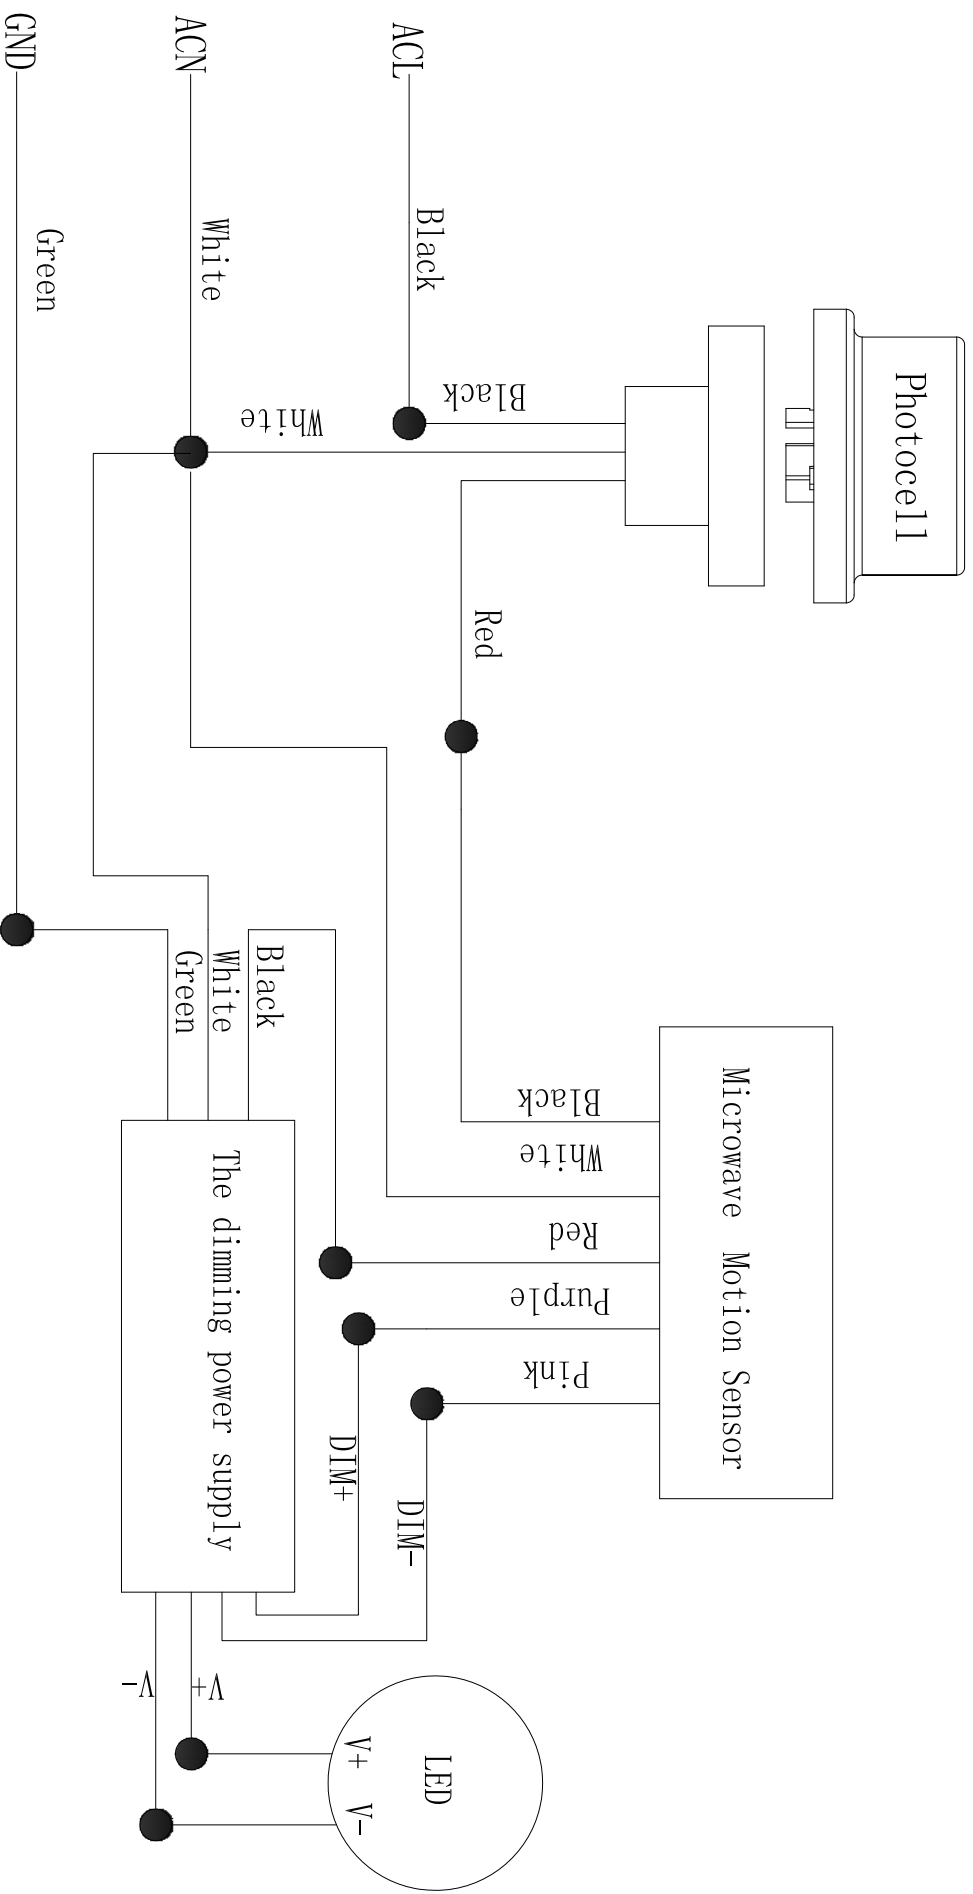 Photocell
ACL
Black
Black
ACN
White
White
Red
GND
Green
Microwave Motion Sensor
Black
White
Red
Purple
Pink
Black
White
Green
The dimming power supply
DIM+
DIM-
V+
V-
LED
V+ V-